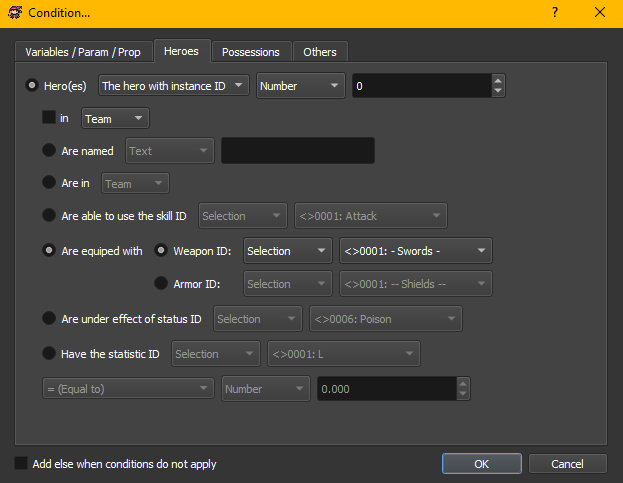 Condition...
Variables / Param / Prop Heroes Possessions Others
Hero(es) The hero with instance ID Number 0
in Team
Are named Text
Are in Team
Are able to use the skill ID Selection <>0001: Attack
Are equiped with Weapon ID: Selection <>0001: - Swords -
Armor ID: Selection <>0001: -- Shields --
Are under effect of status ID Selection <>0006: Poison
Have the statistic ID Selection <>0001: L
= (Equal to) Number 0.000
Add else when conditions do not apply OK Cancel